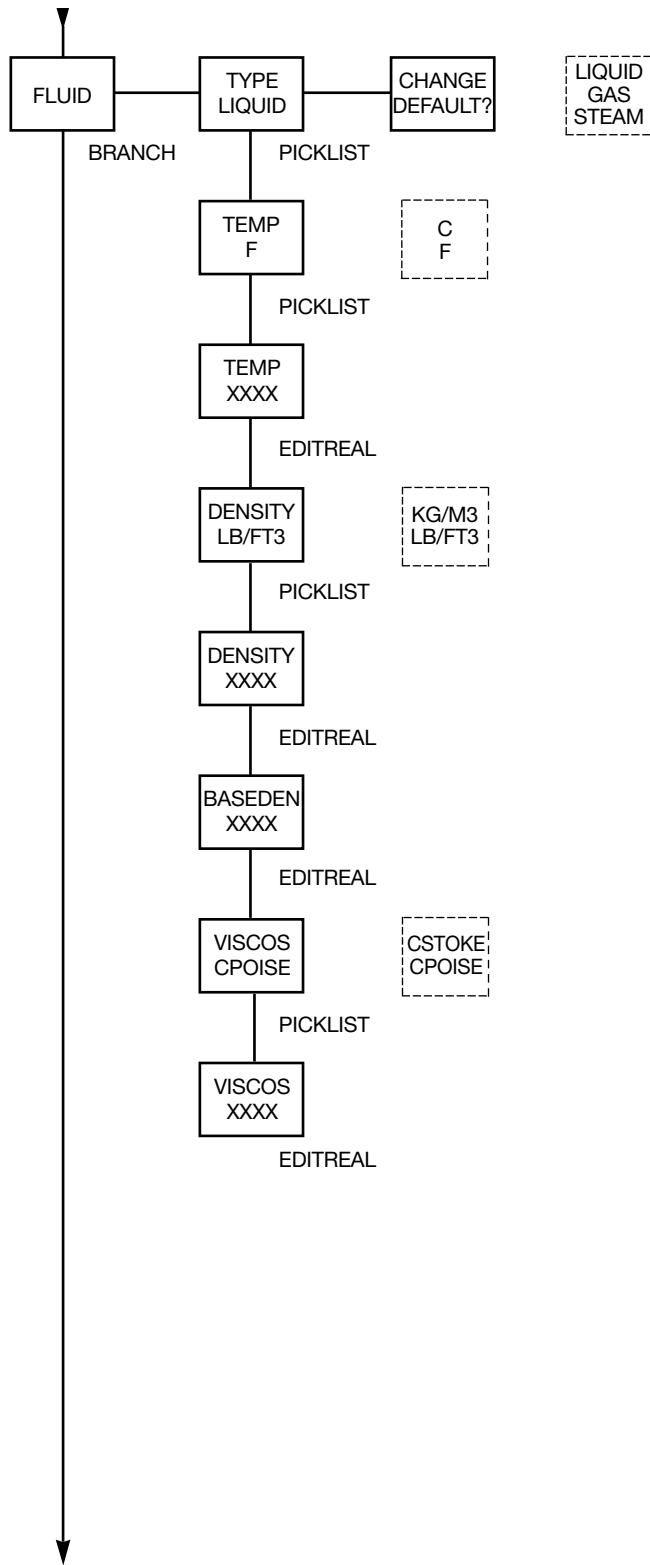 FLUID
TYPE
LIQUID
CHANGE
DEFAULT?
LIQUID
GAS
STEAM
BRANCH
PICKLIST
TEMP
F
C
F
PICKLIST
TEMP
XXXX
EDITREAL
DENSITY
LB/FT3
KG/M3
LB/FT3
PICKLIST
DENSITY
XXXX
EDITREAL
BASEDEN
XXXX
EDITREAL
VISCOS
CPOISE
CSTOKE
CPOISE
PICKLIST
VISCOS
XXXX
EDITREAL